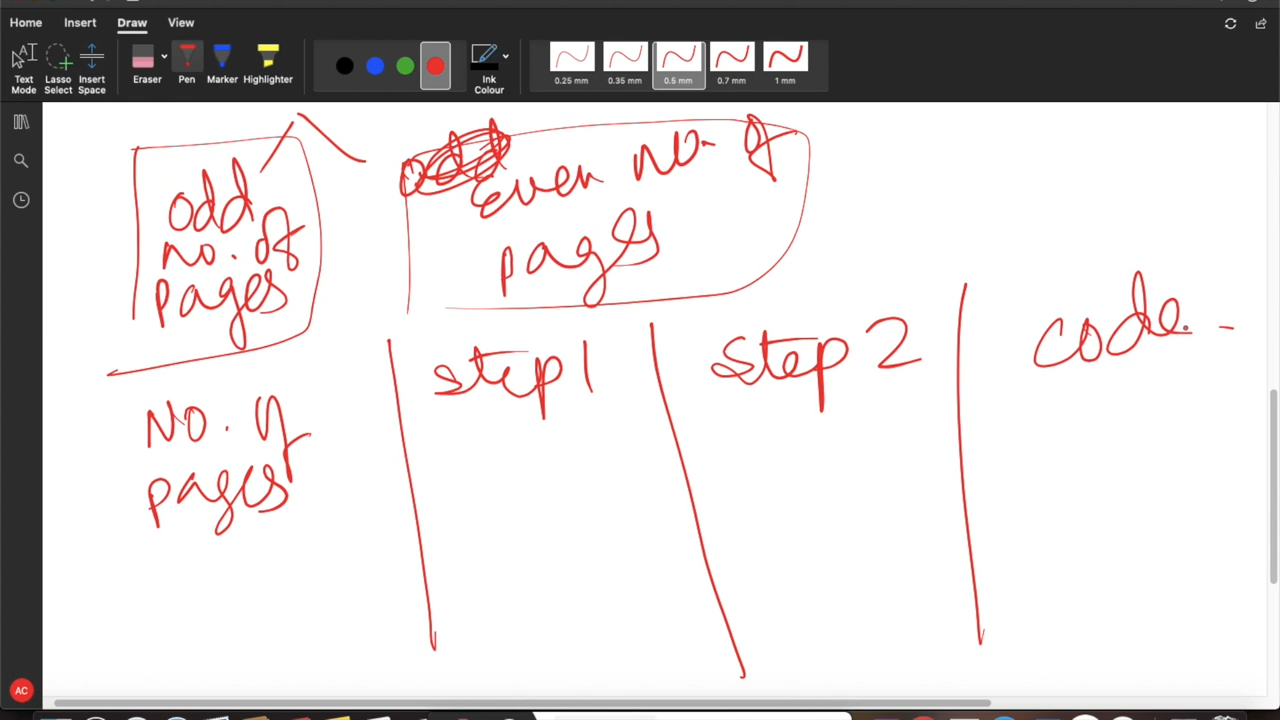 Home Insert Draw View
Text Mode
Lasso Select
Insert Space
Eraser
Pen
Marker
Highlighter
Ink Colour
0.25 mm
0.35 mm
0.5 mm
0.7 mm
1 mm
odd
no. of
pages
odd
Even no. of
pages
No. of
pages
step 1
step 2
code. -
AC